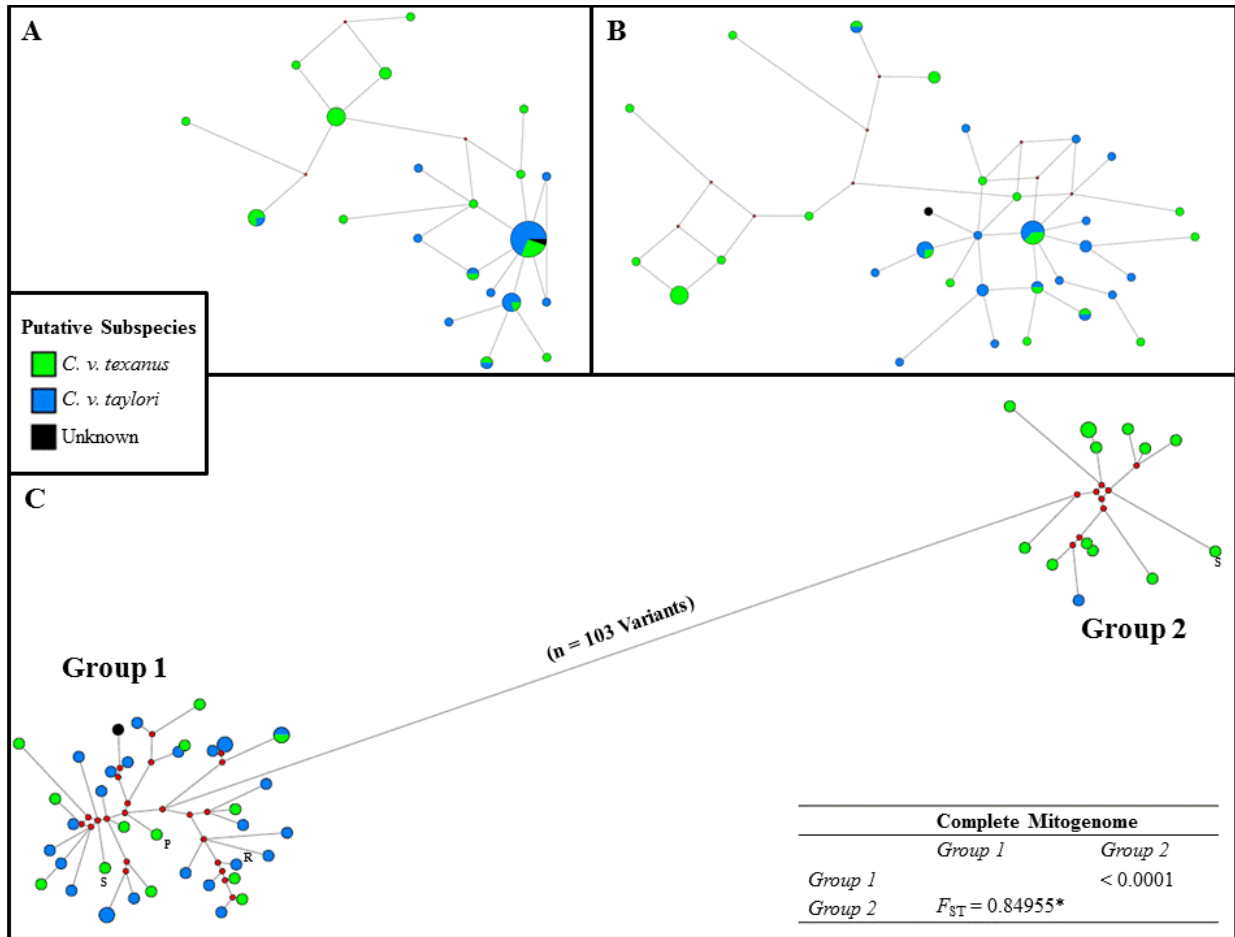 A
B
Putative Subspecies
C. v. texanus
C. v. taylori
Unknown
C
S
Group 2
(n = 103 Variants)
Group 1
P
R
S
Complete Mitogenome
Group 1 Group 2
Group 1 < 0.0001
Group 2 FST = 0.84955*